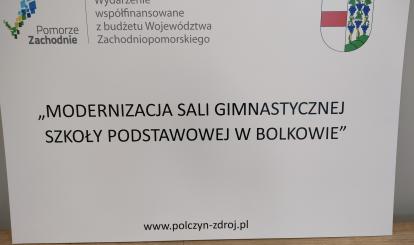 Wydarzenie
współfinansowane
z budżetu Województwa
Zachodniopomorskiego
Pomorze
Zachodnie
„MODERNIZACJA SALI GIMNASTYCZNEJ
SZKOŁY PODSTAWOWEJ W BOLKOWIE”
www.polczyn-zdroj.pl